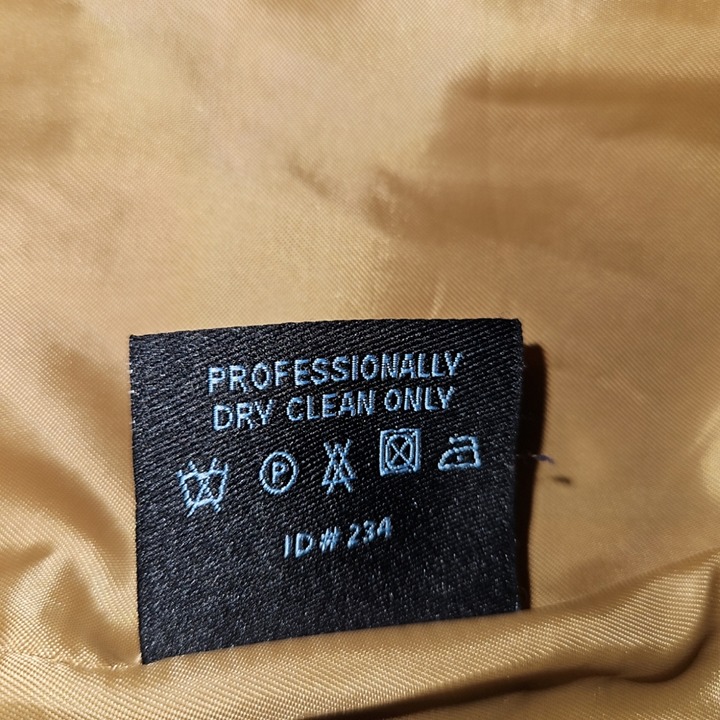 PROFESSIONALLY
DRY CLEAN ONLY
P
ID # 234